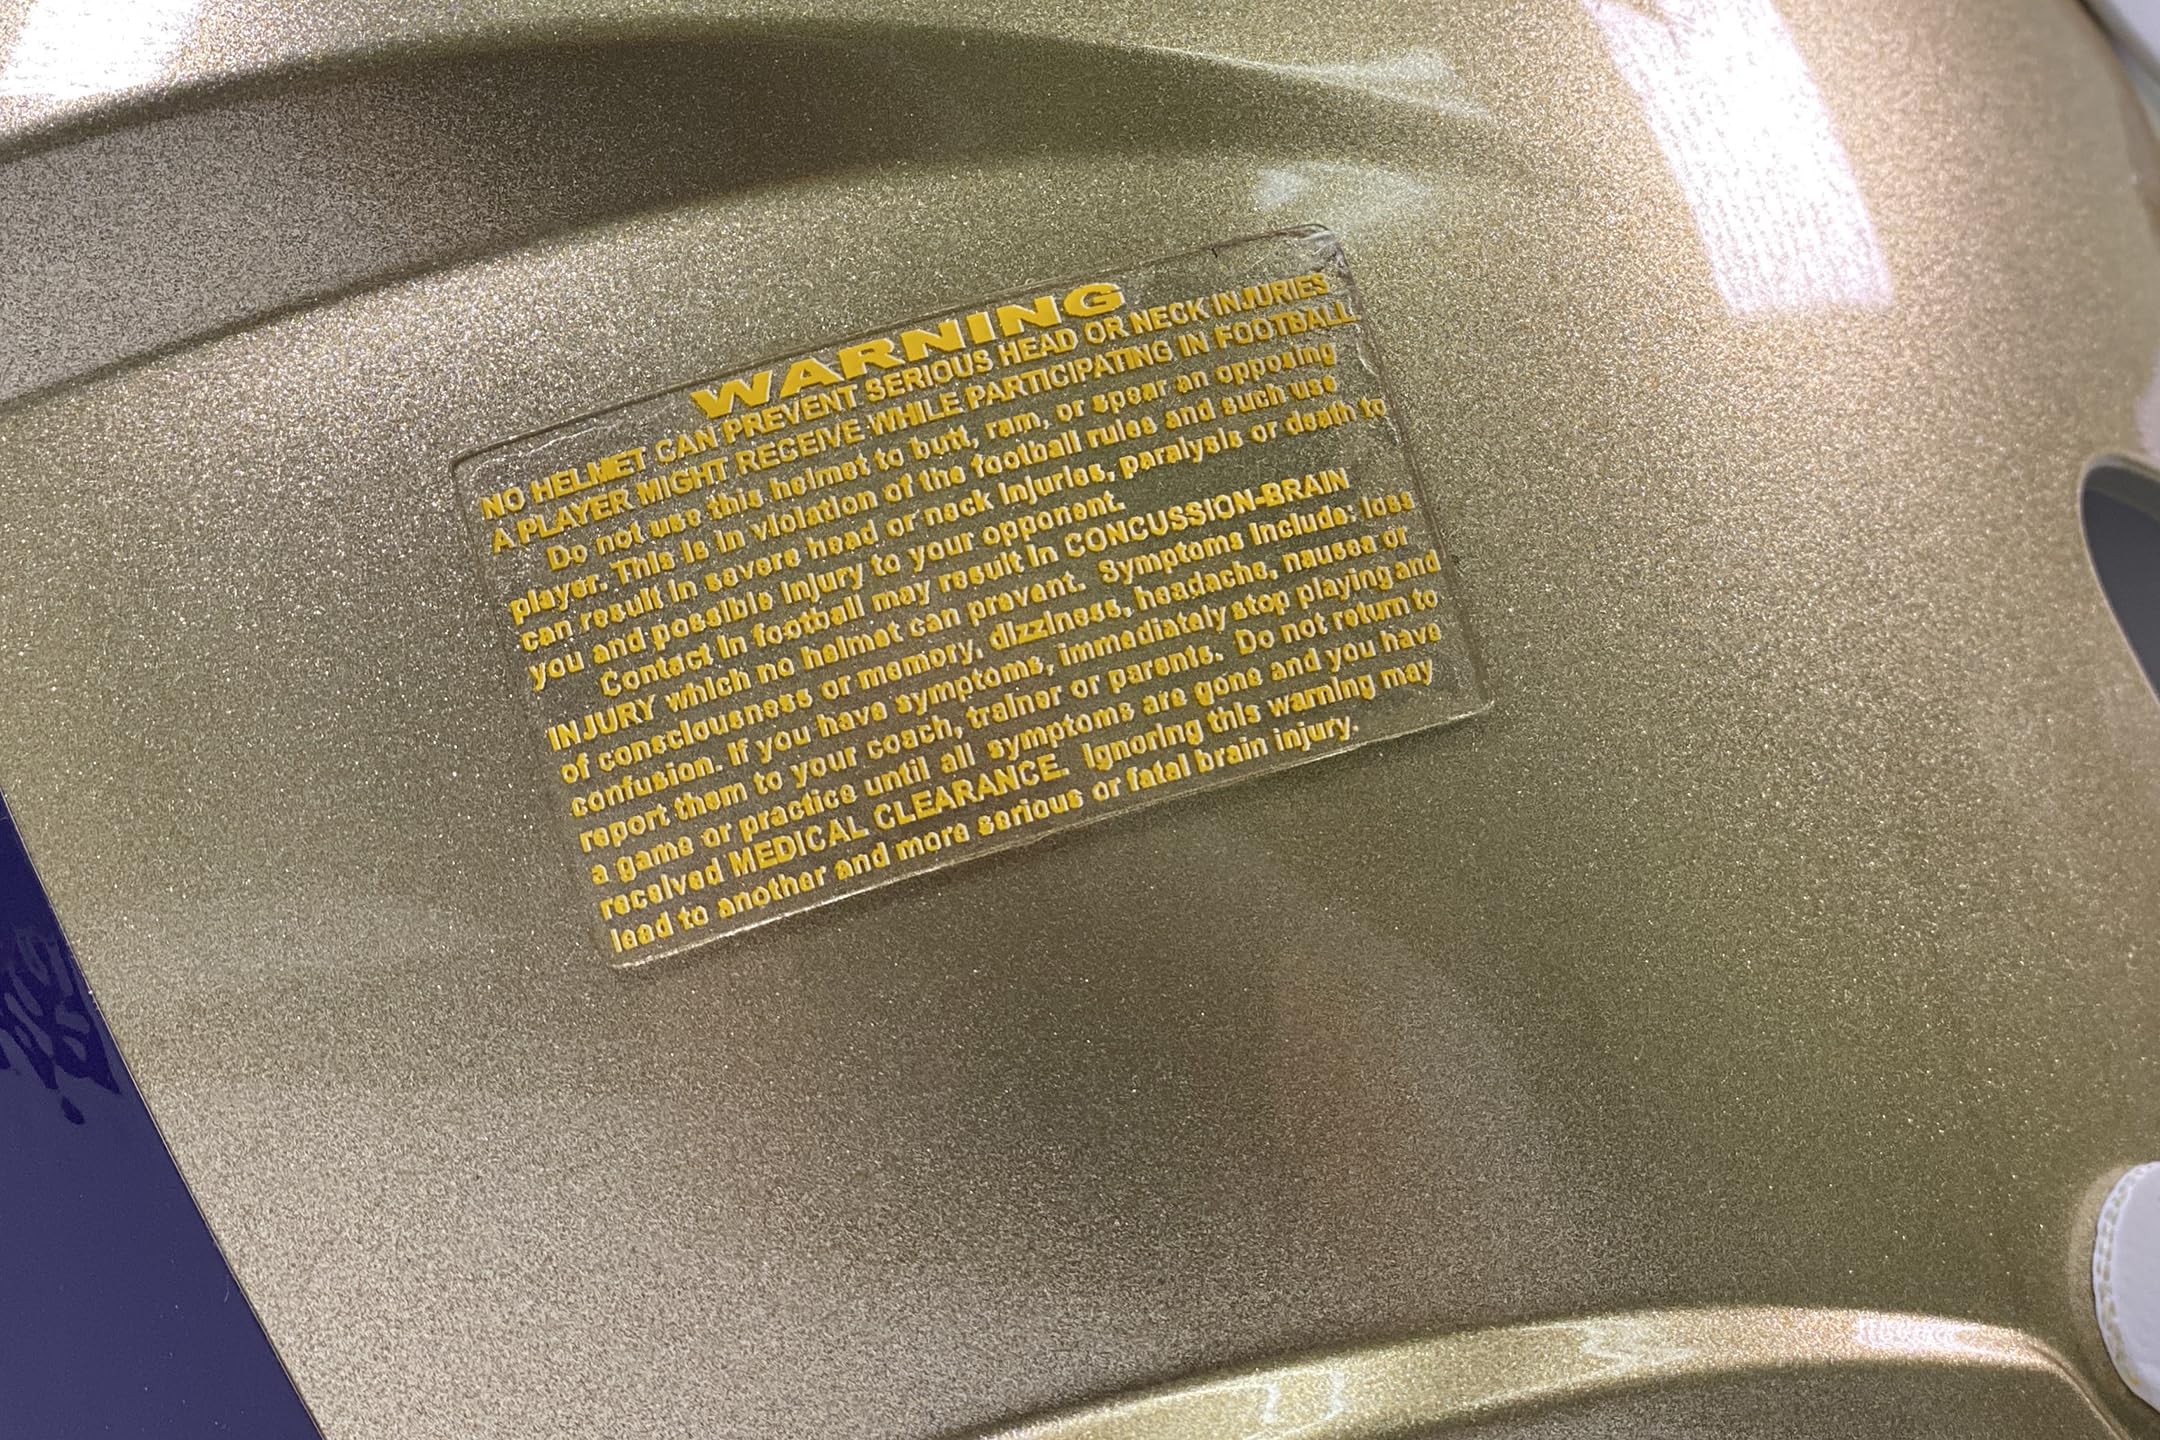 WARNING
NO HELMET CAN PREVENT SERIOUS HEAD OR NECK INJURIES
A PLAYER MIGHT RECEIVE WHILE PARTICIPATING IN FOOTBALL
Do not use this helmet to butt, ram, or spear an opposing
player. This is in violation of the football rules and such use
can result in severe head or neck injuries, paralysis or death to
you and possible injury to your opponent.
Contact in football may result in CONCUSSION-BRAIN
INJURY which no helmet can prevent. Symptoms include: loss
of consciousness or memory, dizziness, headache, nausea or
confusion. If you have symptoms, immediately stop playing and
report them to your coach, trainer or parents. Do not return to
a game or practice until all symptoms are gone and you have
received MEDICAL CLEARANCE. Ignoring this warning may
lead to another and more serious or fatal brain injury.